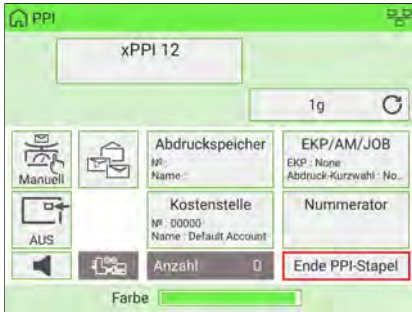 PPI
xPPI 12
1g
Manuell
Abdruckspeicher
Nº :
Name :
EKP/AM/JOB
EKP : None
Abdruck-Kurzwahl : No...
AUS
Kostenstelle
Nº : 00000
Name : Default Account
Nummerator
Anzahl 0
Ende PPI-Stapel
Farbe